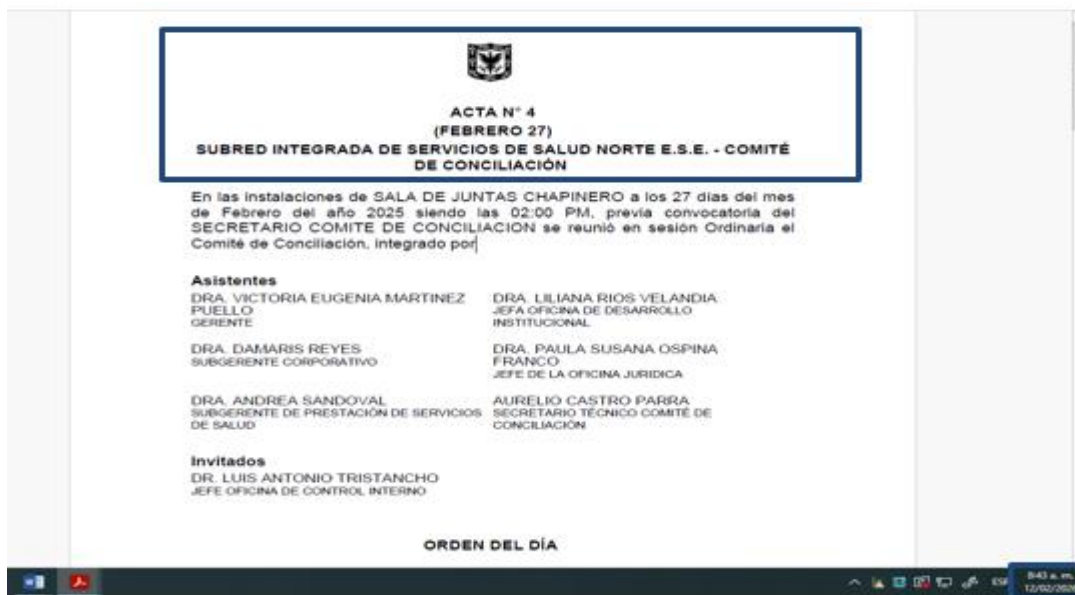 ACTA N° 4
(FEBRERO 27)
SUBRED INTEGRADA DE SERVICIOS DE SALUD NORTE E.S.E. - COMITÉ
DE CONCILIACIÓN
En las instalaciones de SALA DE JUNTAS CHAPINERO a los 27 días del mes
de Febrero del año 2025 siendo las 02:00 PM, previa convocatoria del
SECRETARIO COMITE DE CONCILIACION se reunió en sesión Ordinaria el
Comité de Conciliación, integrado por
Asistentes
DRA. VICTORIA EUGENIA MARTINEZ
PUELLO
GERENTE
DRA. LILIANA RIOS VELANDIA
JEFA OFICINA DE DESARROLLO
INSTITUCIONAL
DRA. DAMARIS REYES
SUBGERENTE CORPORATIVO
DRA. PAULA SUSANA OSPINA
FRANCO
JEFE DE LA OFICINA JURIDICA
DRA. ANDREA SANDOVAL
SUBGERENTE DE PRESTACIÓN DE SERVICIOS
DE SALUD
AURELIO CASTRO PARRA
SECRETARIO TÉCNICO COMITÉ DE
CONCILIACIÓN
Invitados
DR. LUIS ANTONIO TRISTANCHO
JEFE OFICINA DE CONTROL INTERNO
ORDEN DEL DÍA
8:43 a. m.